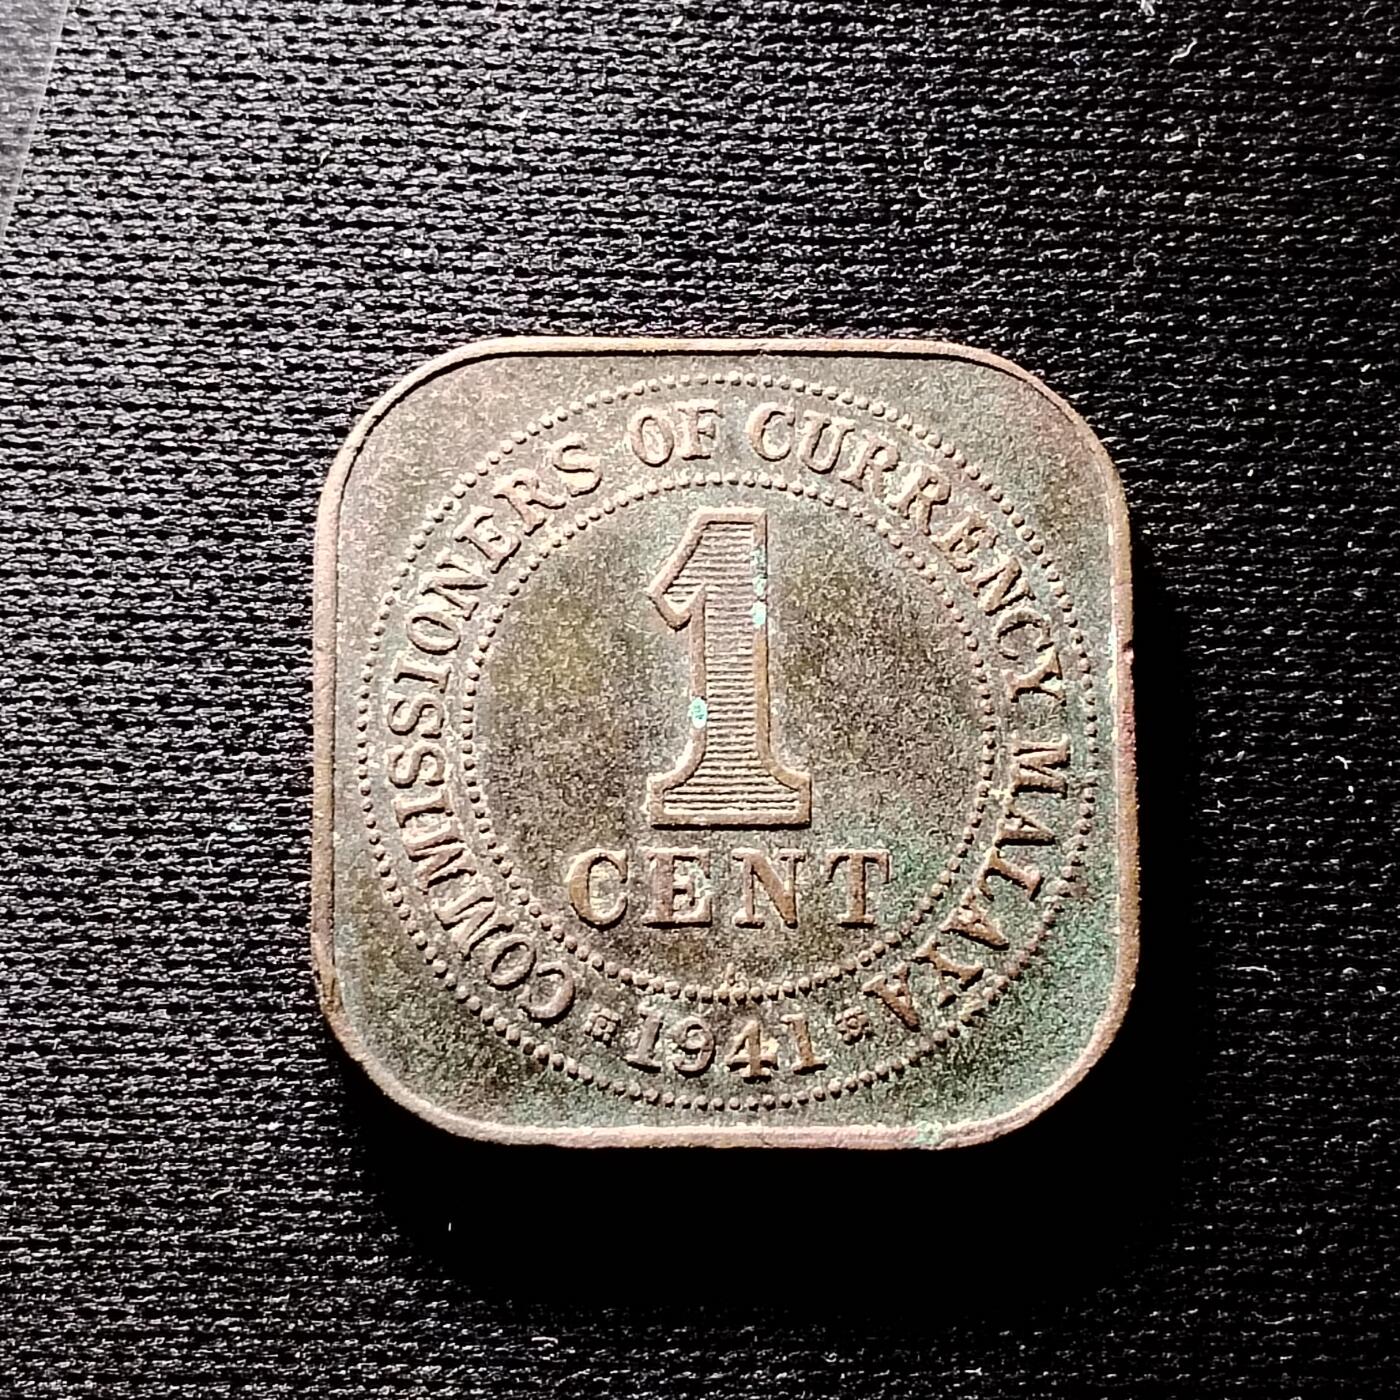 COMMISSIONERS OF CURRENCY MALAYA
1
CENT
1941